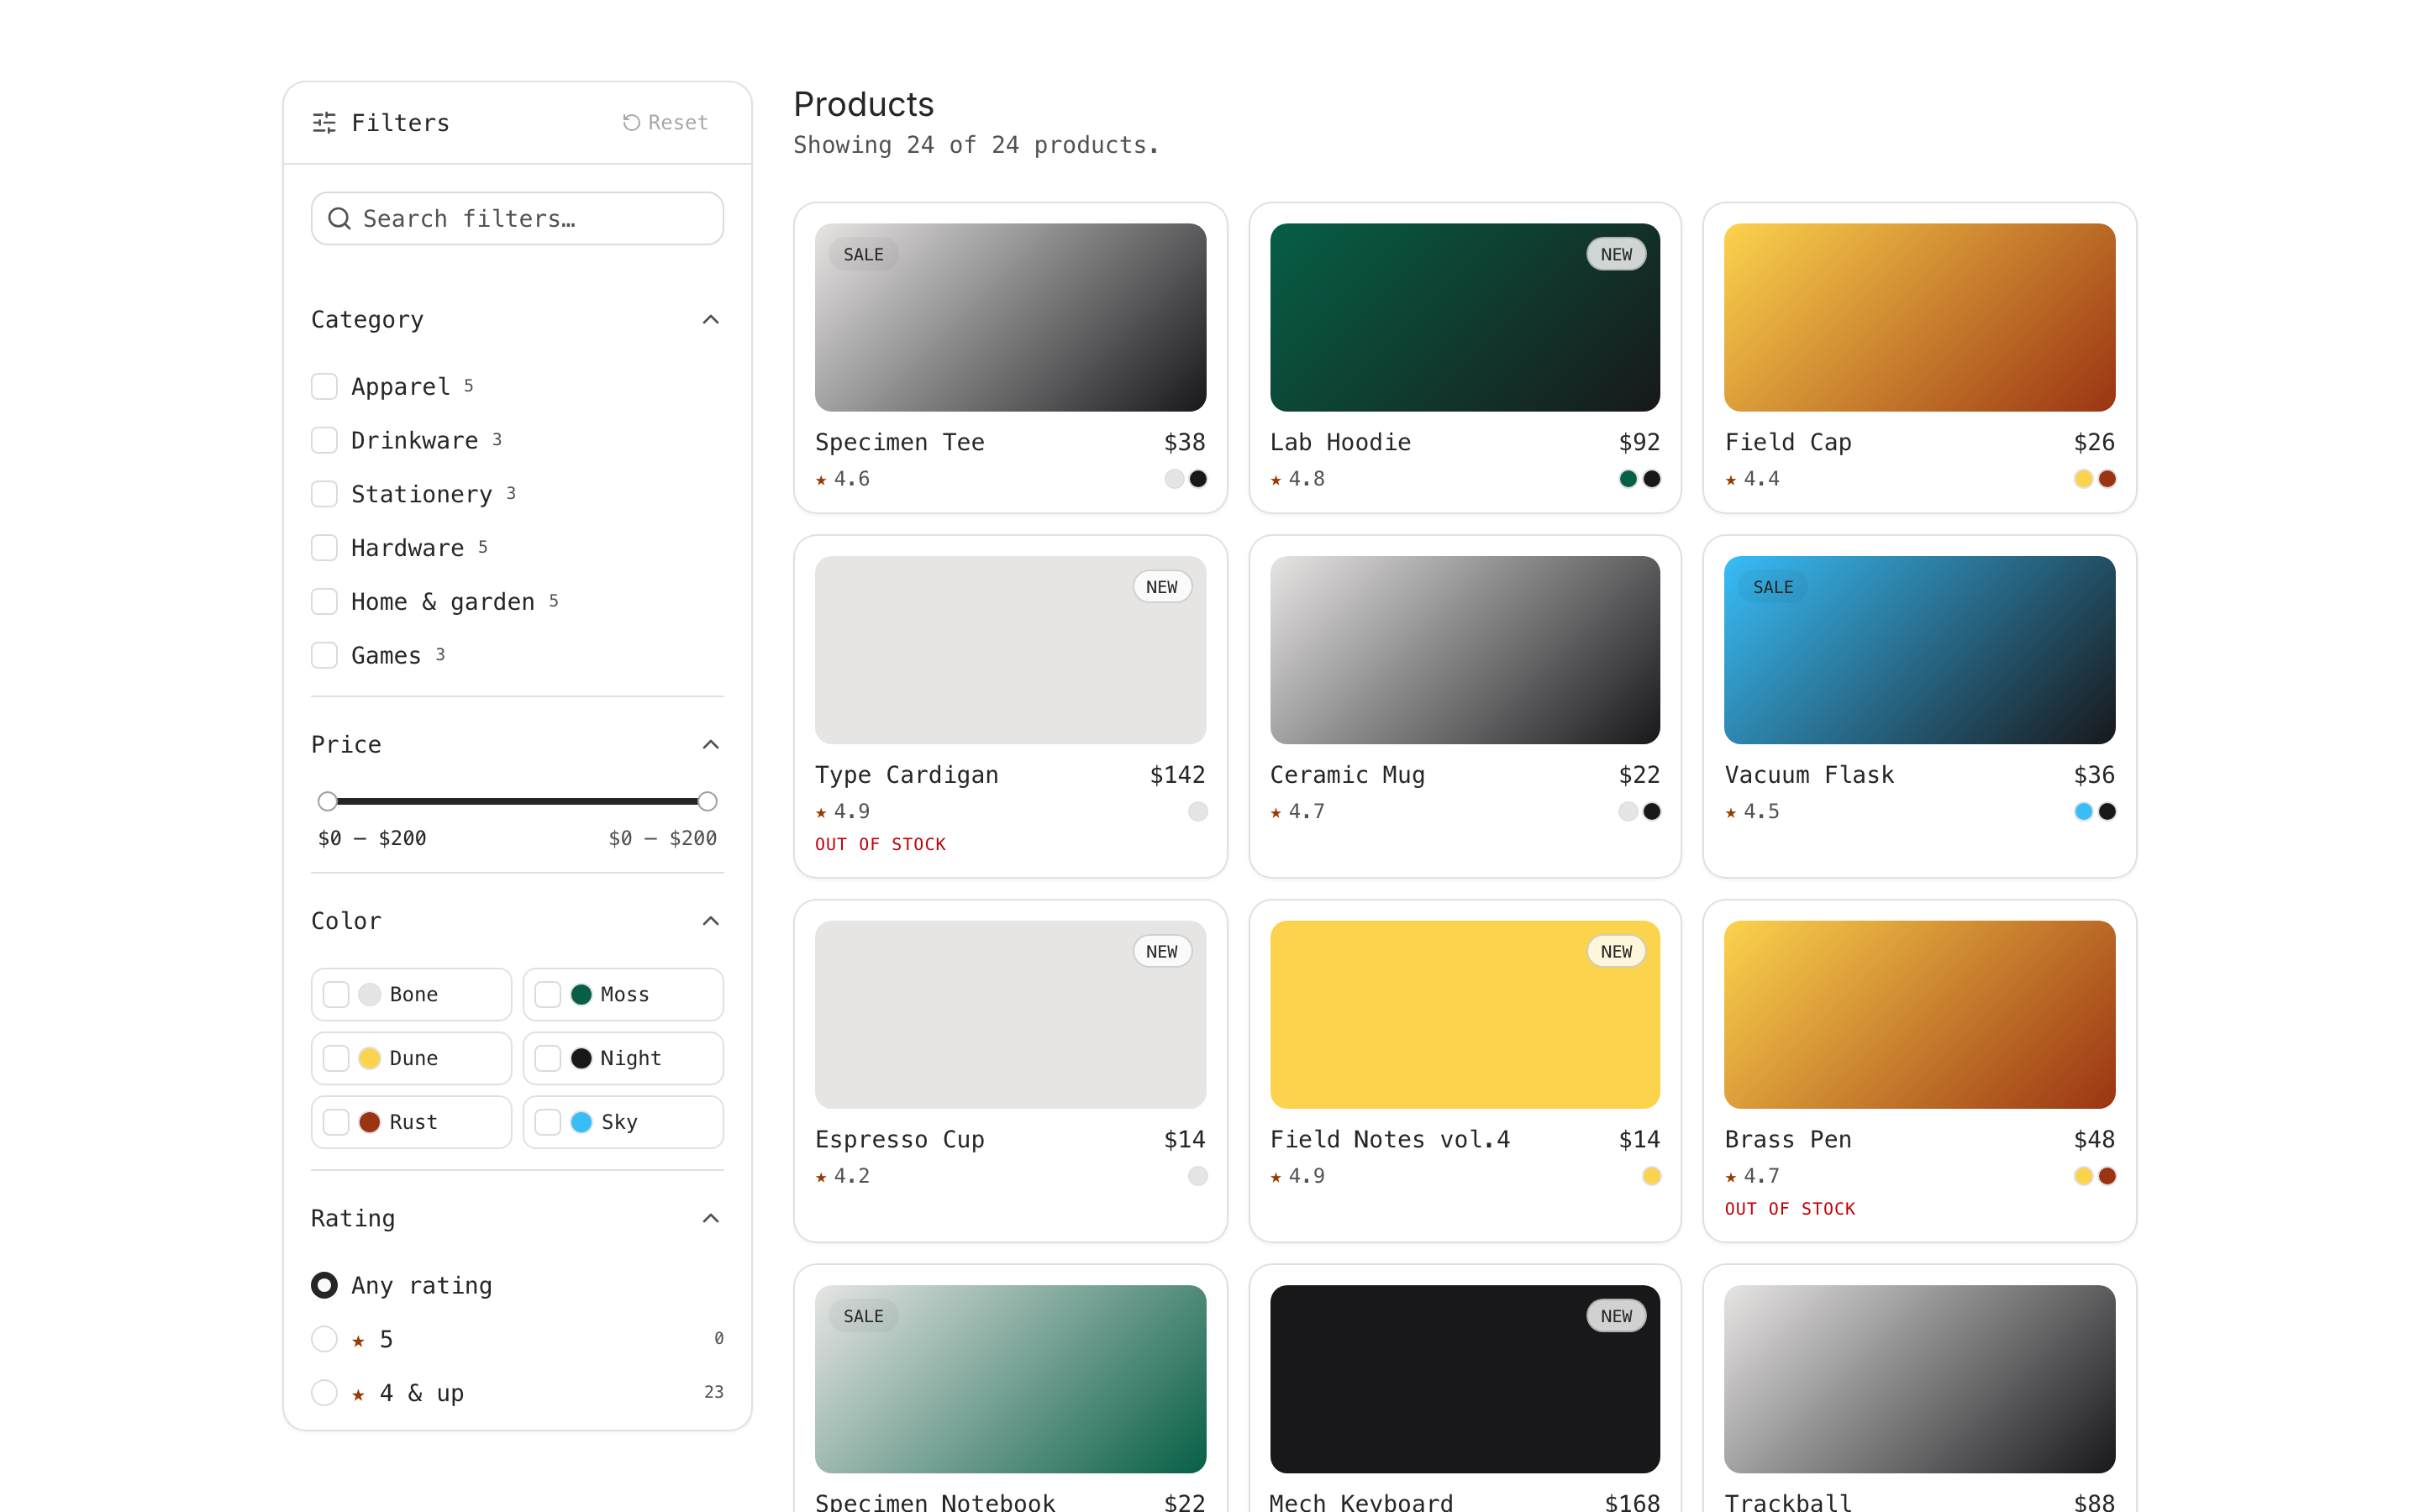 Filters
Reset
Search filters…
Category
Apparel 5
Drinkware 3
Stationery 3
Hardware 5
Home & garden 5
Games 3
Price
$0 — $200 $0 — $200
Color
Bone Moss
Dune Night
Rust Sky
Rating
Any rating
★ 5 0
★ 4 & up 23
Products
Showing 24 of 24 products.
SALE
Specimen Tee $38
★ 4.6
NEW
Lab Hoodie $92
★ 4.8
Field Cap $26
★ 4.4
NEW
Type Cardigan $142
★ 4.9
OUT OF STOCK
Ceramic Mug $22
★ 4.7
SALE
Vacuum Flask $36
★ 4.5
NEW
Espresso Cup $14
★ 4.2
NEW
Field Notes vol.4 $14
★ 4.9
Brass Pen $48
★ 4.7
OUT OF STOCK
SALE
Specimen Notebook $22
NEW
Mech Keyboard $168
Trackball $88